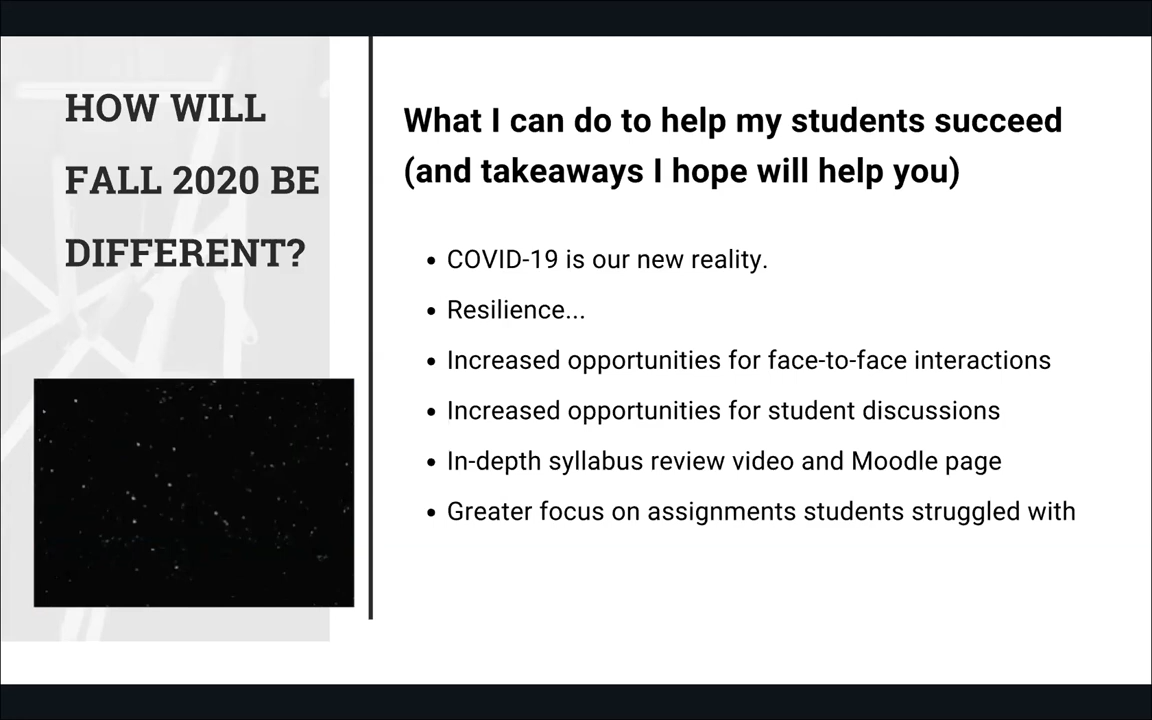 HOW WILL
FALL 2020 BE
DIFFERENT?
What I can do to help my students succeed
(and takeaways I hope will help you)
• COVID-19 is our new reality.
• Resilience...
• Increased opportunities for face-to-face interactions
• Increased opportunities for student discussions
• In-depth syllabus review video and Moodle page
• Greater focus on assignments students struggled with